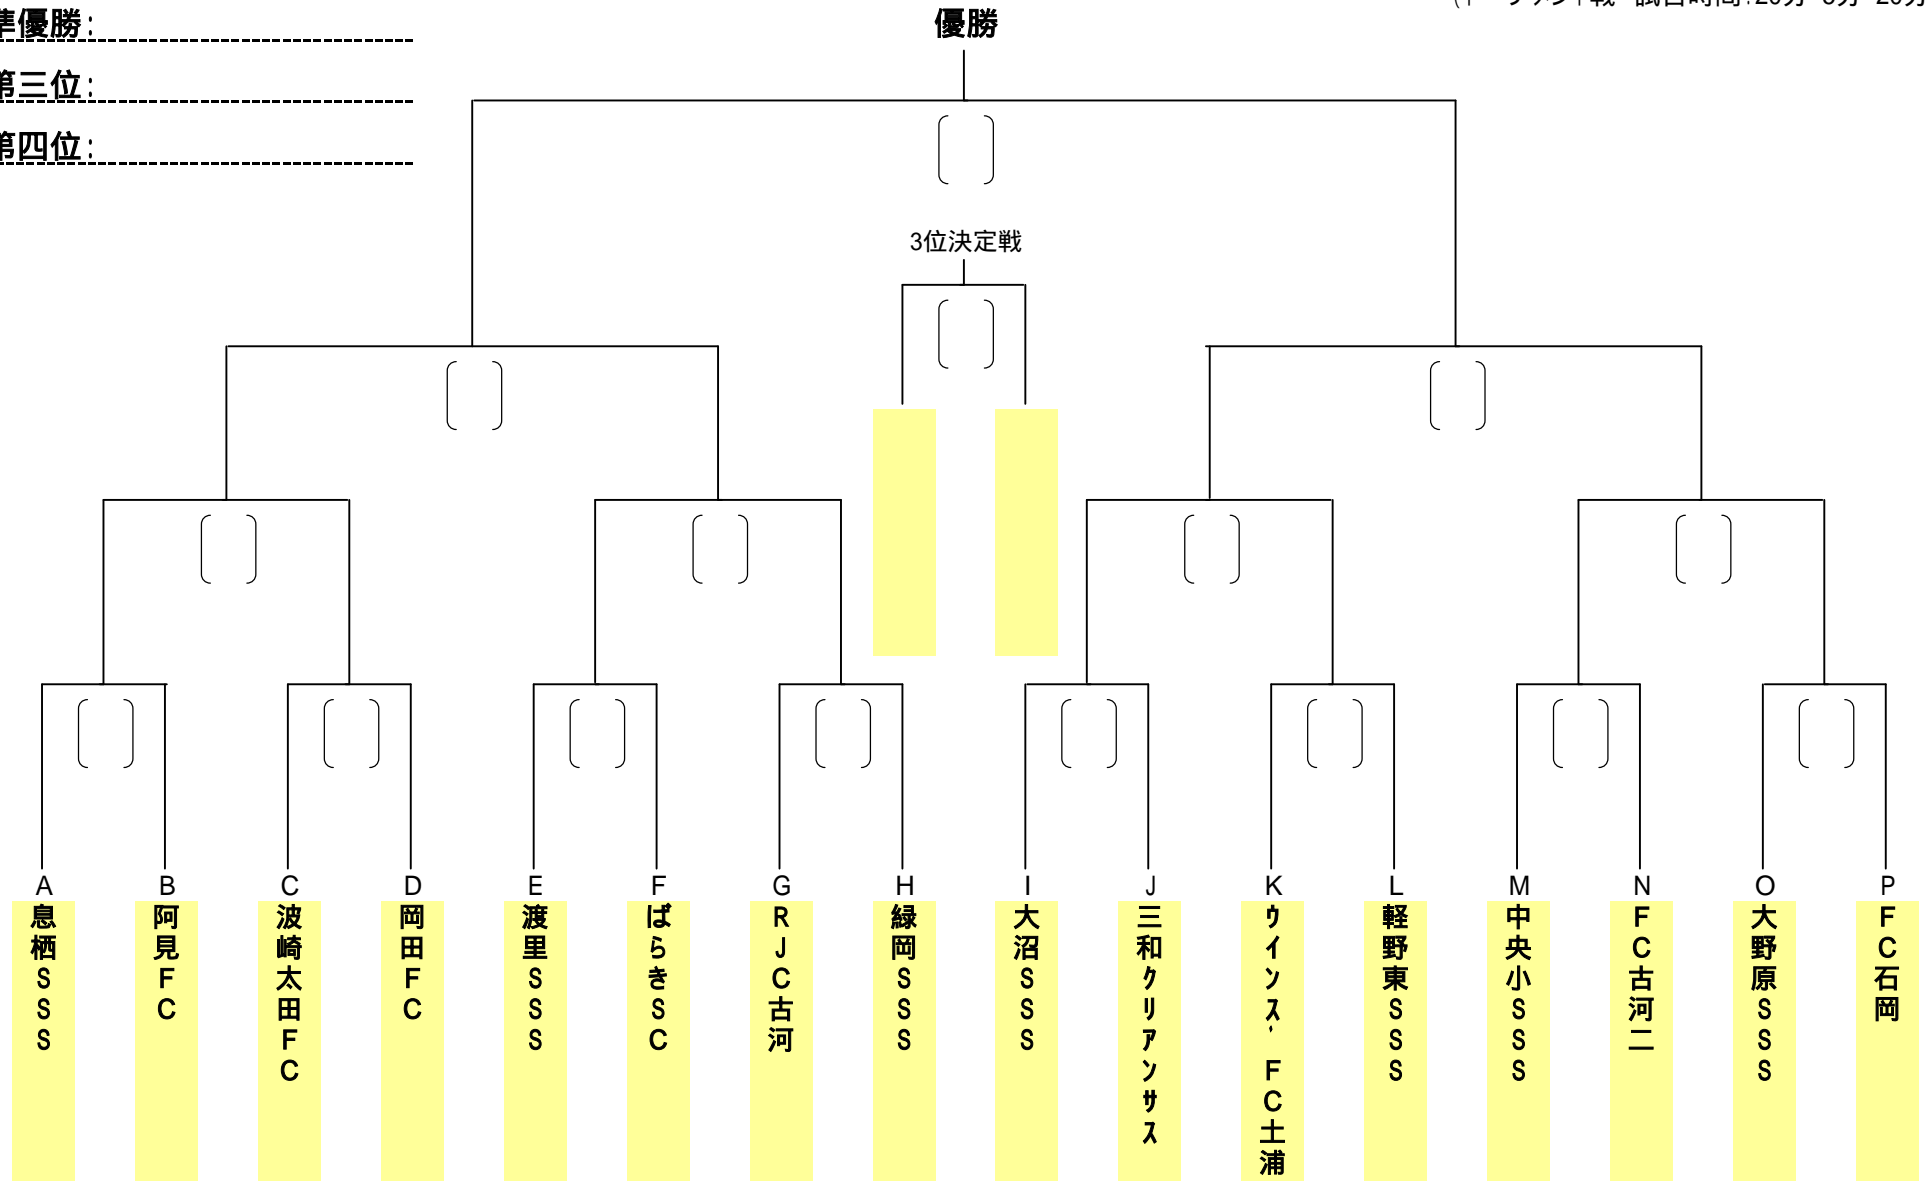 準優勝:
優勝
第三位:
第四位:
3位決定戦
A
B
C
D
E
F
G
H
I
J
K
L
M
N
O
P
息栖SSS
阿見FC
波崎太田FC
岡田FC
渡里SSS
ばらきSC
RJC古河
緑岡SSS
大沼SSS
三和クリアンサス
ウインズFC土浦
軽野東SSS
中央小SSS
FC古河二
大野原SSS
FC石岡